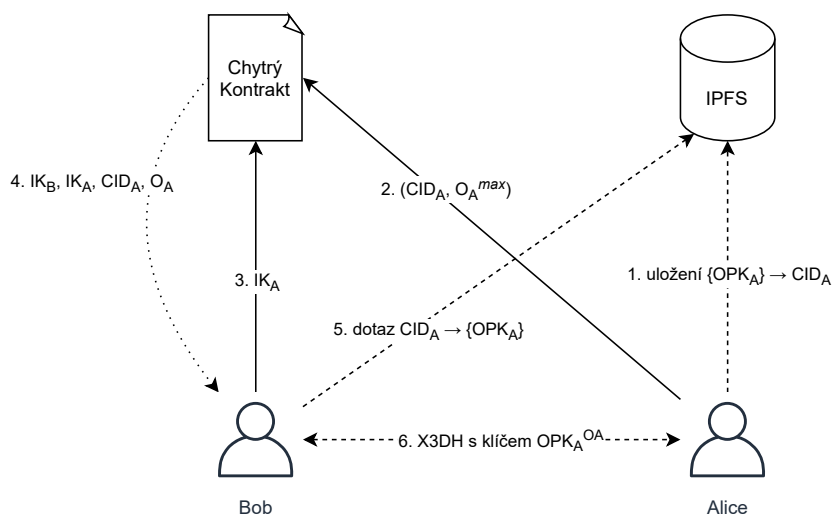 Chytrý
Kontrakt
IPFS
4. IK_B, IK_A, CID_A, O_A
2. (CID_A, O_A^max)
1. uložení {OPK_A} → CID_A
3. IK_A
5. dotaz CID_A → {OPK_A}
6. X3DH s klíčem OPK_A^OA
Bob
Alice